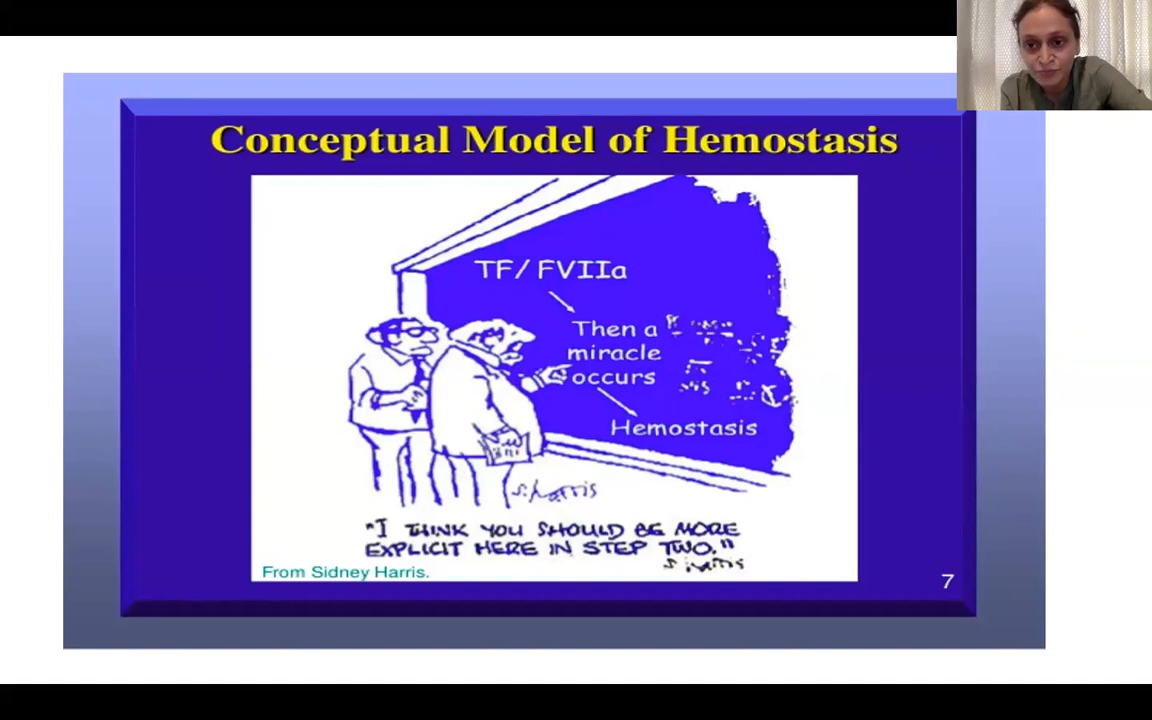 Conceptual Model of Hemostasis
TF/FVIIa
Then a
miracle
occurs
Hemostasis
S. Harris
"I THINK YOU SHOULD BE MORE
EXPLICIT HERE IN STEP TWO."
S. Harris
From Sidney Harris.
7